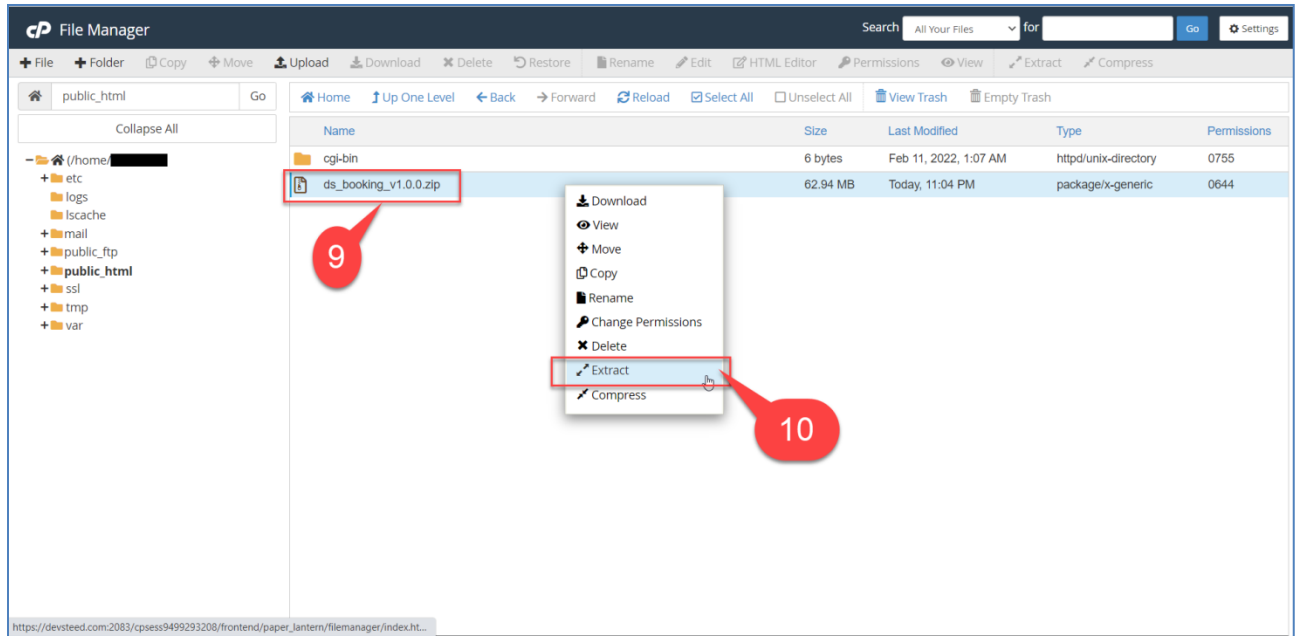 cP File Manager Search All Your Files for Go Settings
+ File + Folder Copy Move Upload Download Delete Restore Rename Edit HTML Editor Permissions View Extract Compress
public_html Go Home Up One Level Back Forward Reload Select All Unselect All View Trash Empty Trash
Collapse All Name Size Last Modified Type Permissions
(/home/ cgi-bin 6 bytes Feb 11, 2022, 1:07 AM httpd/unix-directory 0755
etc ds_booking_v1.0.0.zip 62.94 MB Today, 11:04 PM package/x-generic 0644
logs
lscache
mail
public_ftp
public_html
ssl
tmp
var
Download
View
Move
Copy
Rename
Change Permissions
Delete
Extract
Compress
9
10
https://devsteed.com:2083/cpsess9499293208/frontend/paper_lantern/filemanager/index.ht...